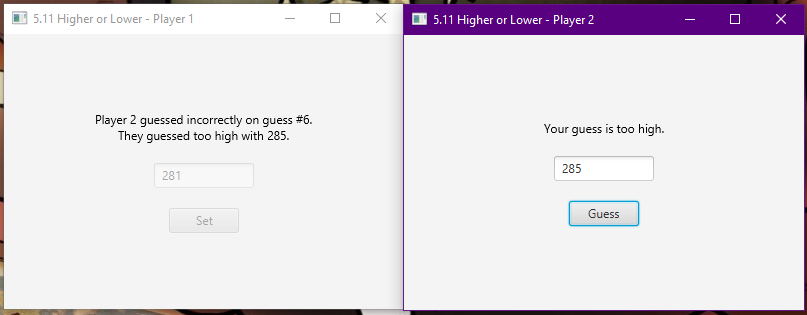 5.11 Higher or Lower - Player 1
Player 2 guessed incorrectly on guess #6.
They guessed too high with 285.
281
Set
5.11 Higher or Lower - Player 2
Your guess is too high.
285
Guess